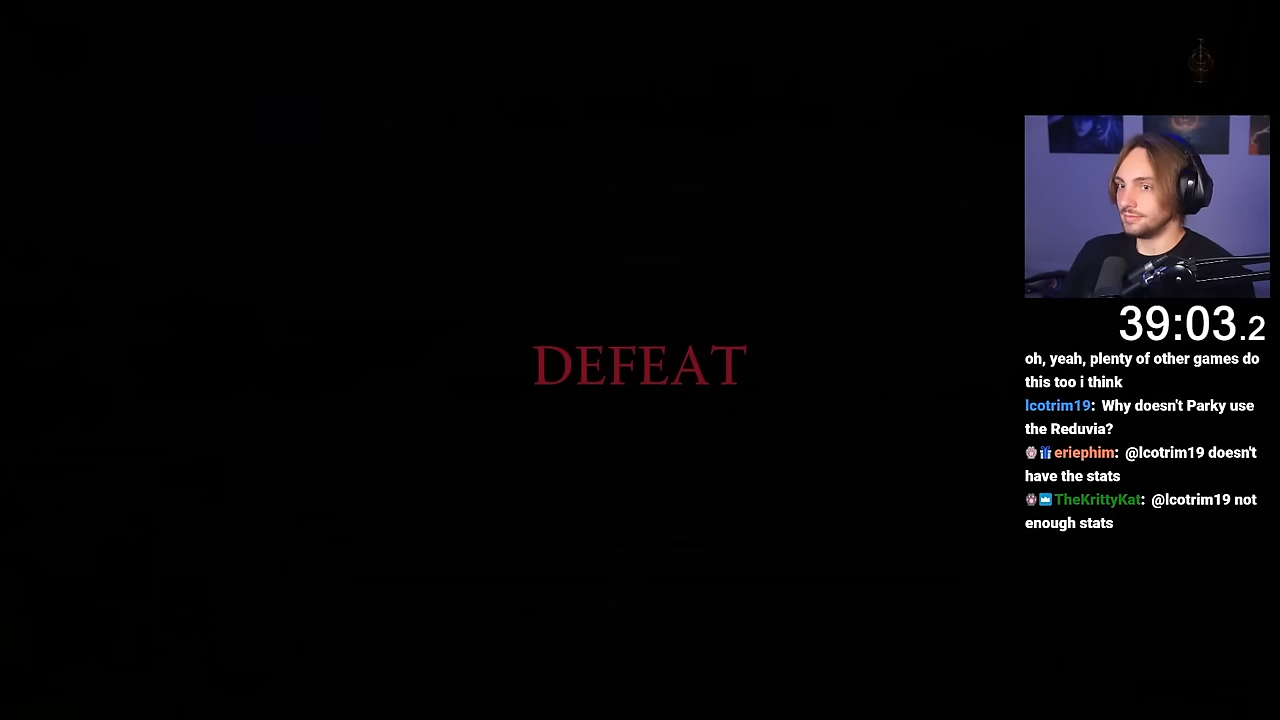 DEFEAT
39:03.2
oh, yeah, plenty of other games do
this too i think
lcotrim19: Why doesn't Parky use
the Reduvia?
eriephim: @lcotrim19 doesn't
have the stats
TheKrittyKat: @lcotrim19 not
enough stats